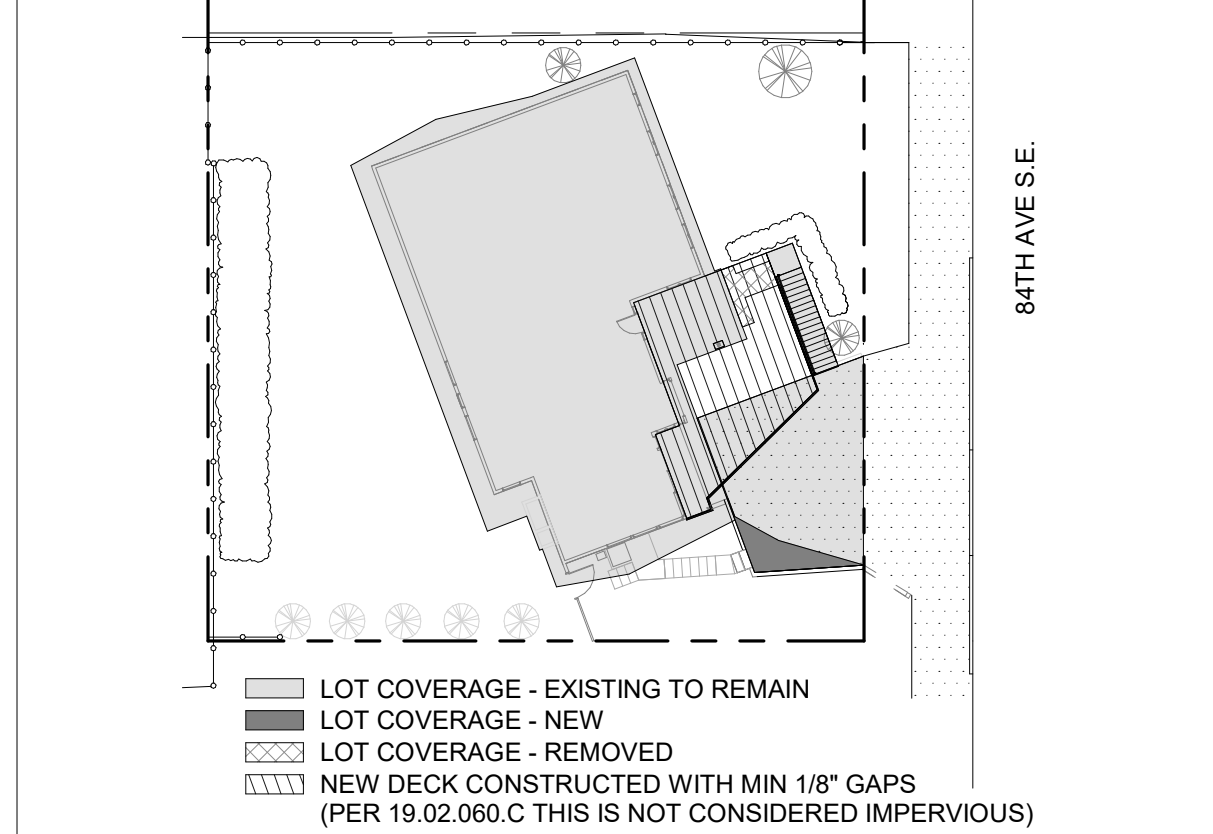 84TH AVE S.E.
LOT COVERAGE - EXISTING TO REMAIN
LOT COVERAGE - NEW
LOT COVERAGE - REMOVED
NEW DECK CONSTRUCTED WITH MIN 1/8" GAPS
(PER 19.02.060.C THIS IS NOT CONSIDERED IMPERVIOUS)